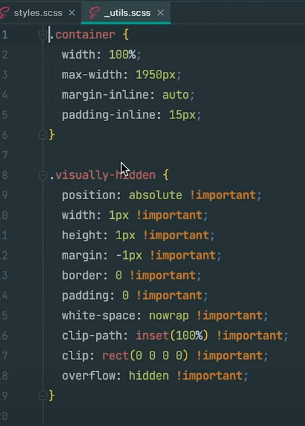 styles.scss × _utils.scss ×
1 .container {
2 width: 100%;
3 max-width: 1950px;
4 margin-inline: auto;
5 padding-inline: 15px;
6 }
7
8 .visually-hidden {
9 position: absolute !important;
0 width: 1px !important;
1 height: 1px !important;
2 margin: -1px !important;
3 border: 0 !important;
4 padding: 0 !important;
5 white-space: nowrap !important;
6 clip-path: inset(100%) !important;
7 clip: rect(0 0 0 0) !important;
8 overflow: hidden !important;
9 }
0